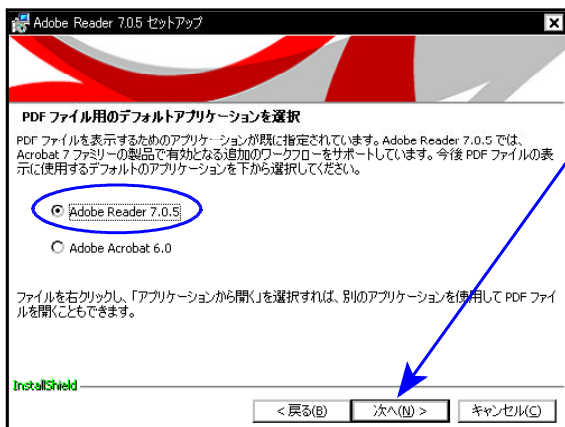 Adobe Reader 7.0.5 セットアップ
PDF ファイル用のデフォルトアプリケーションを選択
PDF ファイルを表示するためのアプリケーションが既に指定されています。Adobe Reader 7.0.5 では、
Acrobat 7 ファミリーの製品で有効となる追加のワークフローをサポートしています。今後 PDF ファイルの表
示に使用するデフォルトのアプリケーションを下から選択してください。
Adobe Reader 7.0.5
Adobe Acrobat 6.0
ファイルを右クリックし、「アプリケーションから開く」を選択すれば、別のアプリケーションを使用して PDF ファイ
ルを開くこともできます。
InstallShield
< 戻る(B) 次へ(N) > キャンセル(C)